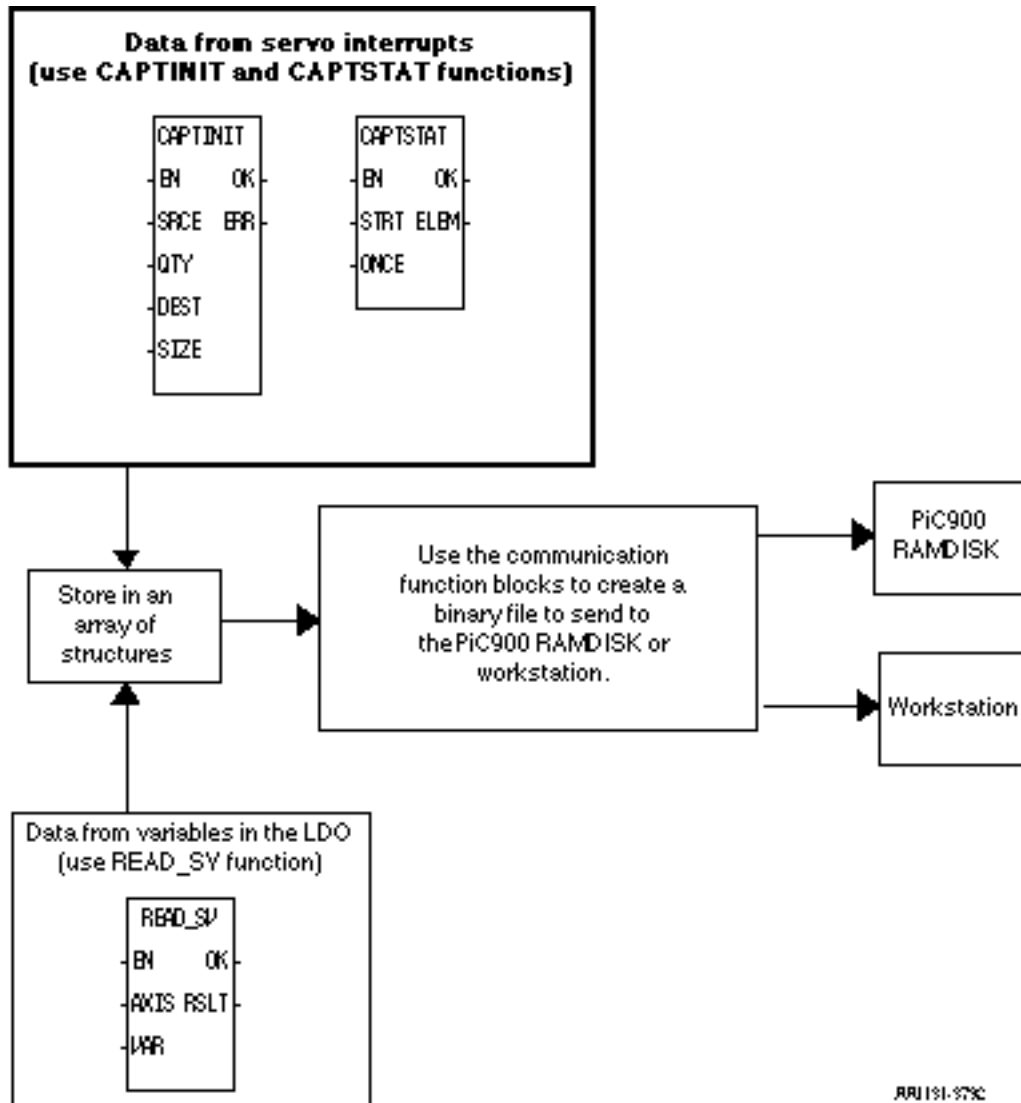 Data from servo interrupts
(use CAPTINIT and CAPTSTAT functions)
CAPTINIT
EN OK
SRCE ERR
QTY
DEST
SIZE
CAPTSTAT
EN OK
STRT ELEM
ONCE
Store in an
array of
structures
Use the communication
function blocks to create a
binary file to send to
the PiC900 RAMDISK or
workstation.
PiC900
RAMDISK
Workstation
Data from variables in the LDO
(use READ_SY function)
READ_SV
EN OK
AXIS RSLT
VAR